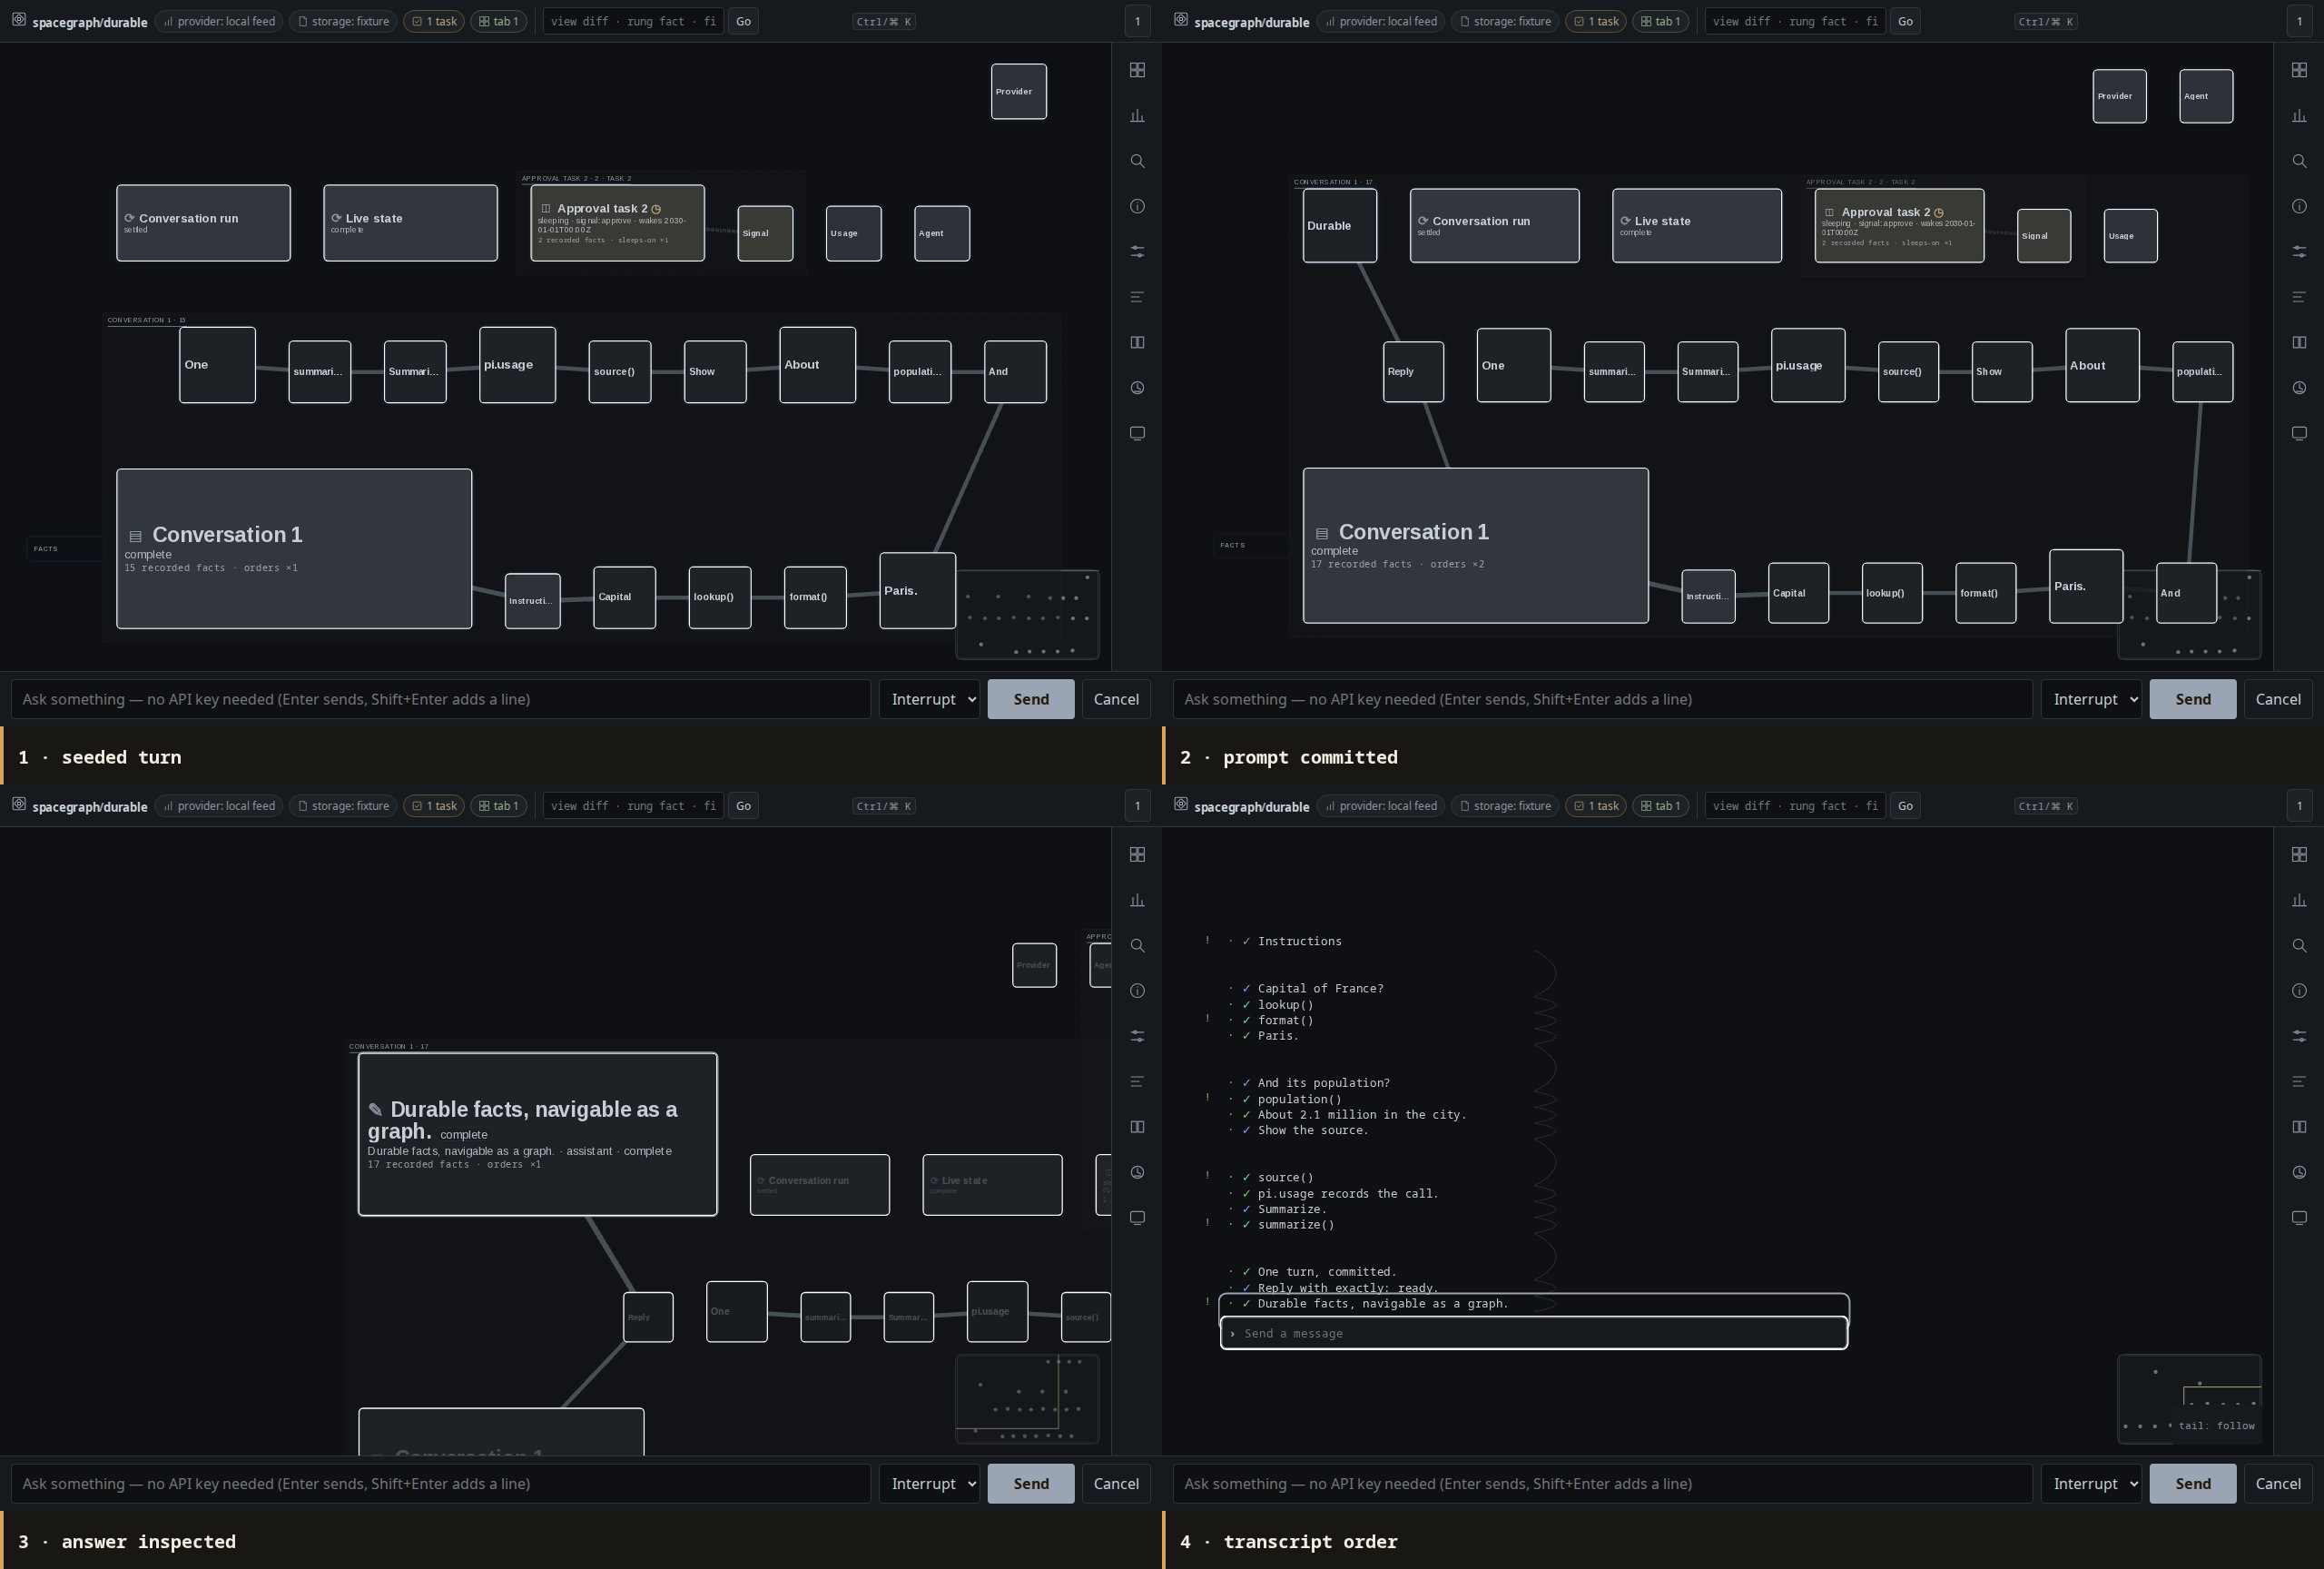 spacegraph/durable
provider: local feed
storage: fixture
1 task
tab 1
view diff · rung fact · fi
Go
Ctrl/⌘ K
1
Provider
⟳ Conversation run
settled
⟳ Live state
complete
APPROVAL TASK 2 · 2 · TASK 2
Approval task 2
sleeping · signal: approve · wakes 2030-
01-01T00:00Z
2 recorded facts · sleeps-on ×1
Signal
Usage
Agent
CONVERSATION 1 · 15
One
summari...
Summari...
pi.usage
source()
Show
About
populati...
And
FACTS
Conversation 1
complete
15 recorded facts · orders ×1
Instructi...
Capital
lookup()
format()
Paris.
Ask something — no API key needed (Enter sends, Shift+Enter adds a line)
Interrupt
Send
Cancel
1 · seeded turn
spacegraph/durable
provider: local feed
storage: fixture
1 task
tab 1
view diff · rung fact · fi
Go
Ctrl/⌘ K
1
Provider
Agent
CONVERSATION 1 · 17
Durable
⟳ Conversation run
settled
⟳ Live state
complete
APPROVAL TASK 2 · 2 · TASK 2
Approval task 2
sleeping · signal: approve · wakes 2030-01-
01T00:00Z
2 recorded facts · sleeps-on ×1
Signal
Usage
Reply
One
summari...
Summari...
pi.usage
source()
Show
About
populati...
FACTS
Conversation 1
complete
17 recorded facts · orders ×2
Instructi...
Capital
lookup()
format()
Paris.
And
Ask something — no API key needed (Enter sends, Shift+Enter adds a line)
Interrupt
Send
Cancel
2 · prompt committed
spacegraph/durable
provider: local feed
storage: fixture
1 task
tab 1
view diff · rung fact · fi
Go
Ctrl/⌘ K
1
APPRO
Provider
Agen
CONVERSATION 1 · 17
✎ Durable facts, navigable as a
graph. complete
Durable facts, navigable as a graph. · assistant · complete
17 recorded facts · orders ×1
⟳ Conversation run
settled
⟳ Live state
complete
Reply
One
summari...
Summar...
pi.usage
source()
Conversation 1
Ask something — no API key needed (Enter sends, Shift+Enter adds a line)
Interrupt
Send
Cancel
3 · answer inspected
spacegraph/durable
provider: local feed
storage: fixture
1 task
tab 1
view diff · rung fact · fi
Go
Ctrl/⌘ K
1
! · ✓ Instructions
· ✓ Capital of France?
· ✓ lookup()
! · ✓ format()
· ✓ Paris.
· ✓ And its population?
! · ✓ population()
· ✓ About 2.1 million in the city.
· ✓ Show the source.
! · ✓ source()
· ✓ pi.usage records the call.
· ✓ Summarize.
! · ✓ summarize()
· ✓ One turn, committed.
· ✓ Reply with exactly: ready.
! · ✓ Durable facts, navigable as a graph.
› Send a message
tail: follow
Ask something — no API key needed (Enter sends, Shift+Enter adds a line)
Interrupt
Send
Cancel
4 · transcript order